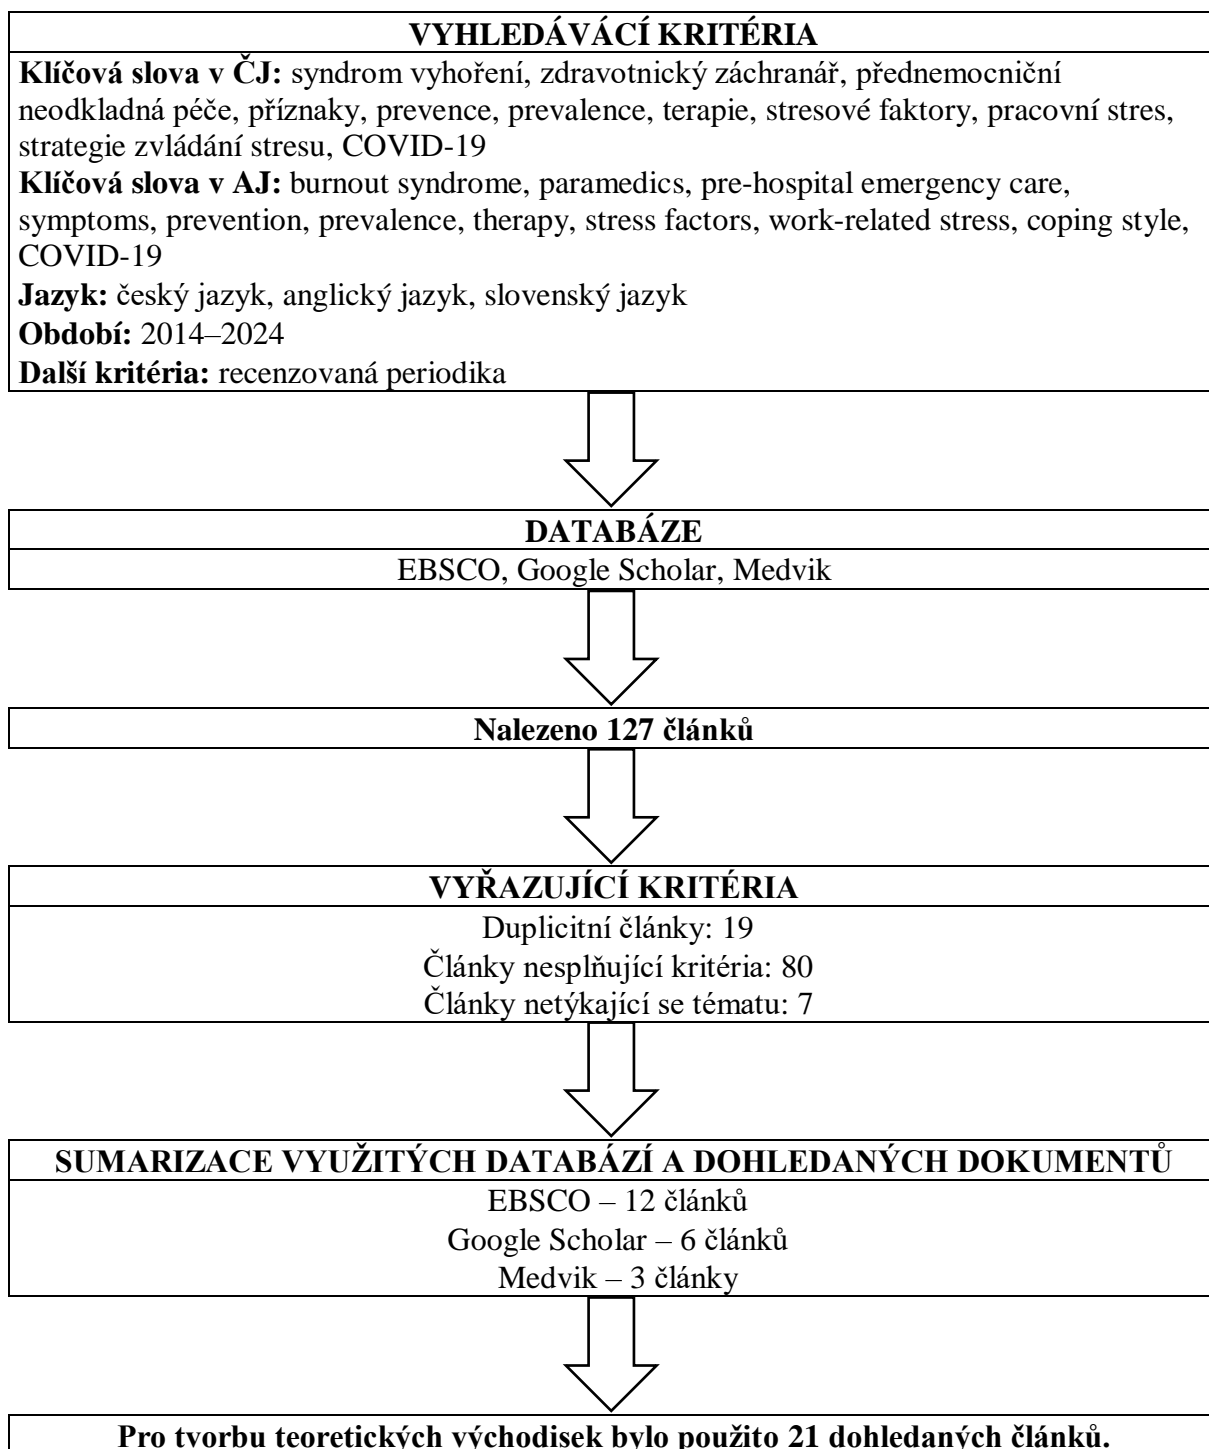 VYHLEDÁVÁCÍ KRITÉRIA
Klíčová slova v ČJ: syndrom vyhoření, zdravotnický záchranář, přednemocniční
neodkladná péče, příznaky, prevence, prevalence, terapie, stresové faktory, pracovní stres,
strategie zvládání stresu, COVID-19
Klíčová slova v AJ: burnout syndrome, paramedics, pre-hospital emergency care,
symptoms, prevention, prevalence, therapy, stress factors, work-related stress, coping style,
COVID-19
Jazyk: český jazyk, anglický jazyk, slovenský jazyk
Období: 2014–2024
Další kritéria: recenzovaná periodika
DATABÁZE
EBSCO, Google Scholar, Medvik
Nalezeno 127 článků
VYŘAZUJÍCÍ KRITÉRIA
Duplicitní články: 19
Články nesplňující kritéria: 80
Články netýkající se tématu: 7
SUMARIZACE VYUŽITÝCH DATABÁZÍ A DOHLEDANÝCH DOKUMENTŮ
EBSCO – 12 článků
Google Scholar – 6 článků
Medvik – 3 články
Pro tvorbu teoretických východisek bylo použito 21 dohledaných článků.